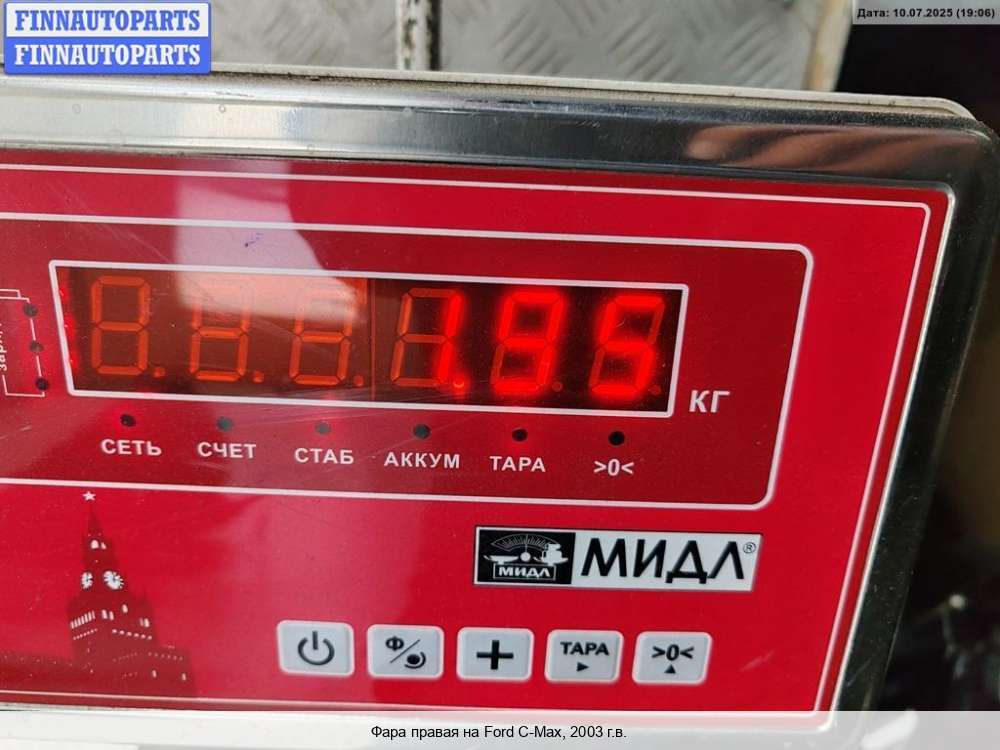 FINNAUTOPARTS
FINNAUTOPARTS
Дата: 10.07.2025 (19:06)
1.95
КГ
СЕТЬ СЧЕТ СТАБ АККУМ ТАРА >0<
МИДЛ
МИДЛ®
Ф
ТАРА
>0<
Фара правая на Ford C-Max, 2003 г.в.